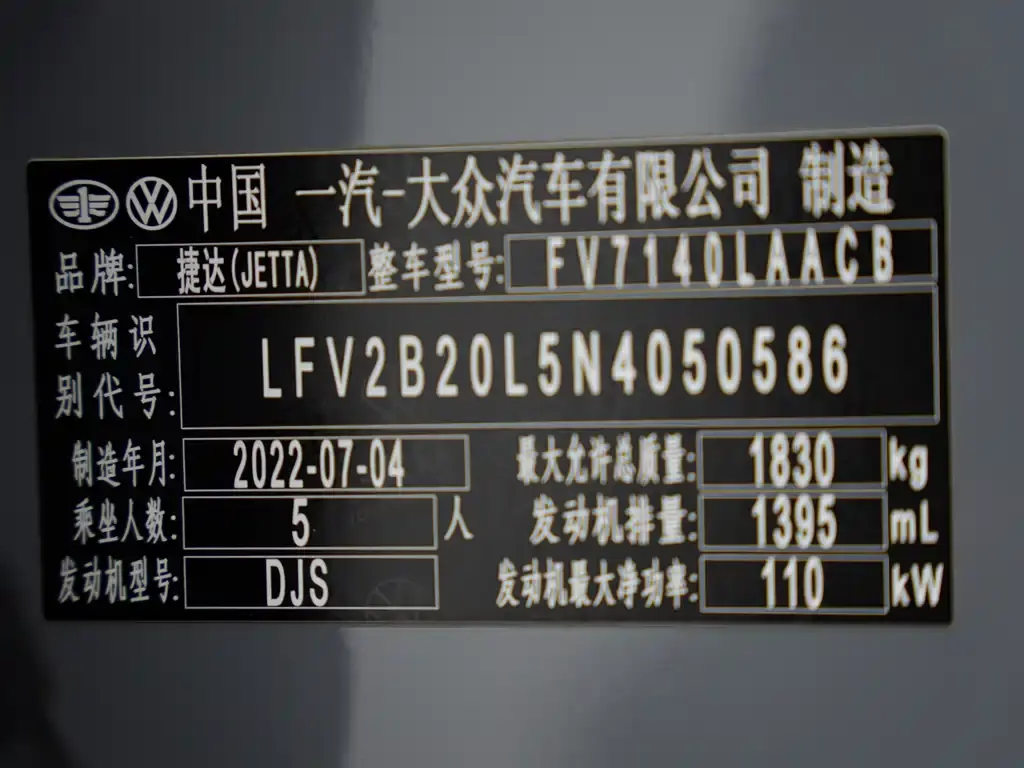 中国 一汽-大众汽车有限公司 制造
品牌: 捷达(JETTA) 整车型号: FV7140LAACB
车辆识别代号: LFV2B20L5N4050586
制造年月: 2022-07-04 最大允许总质量: 1830 kg
乘坐人数: 5 人 发动机排量: 1395 mL
发动机型号: DJS 发动机最大净功率: 110 kW